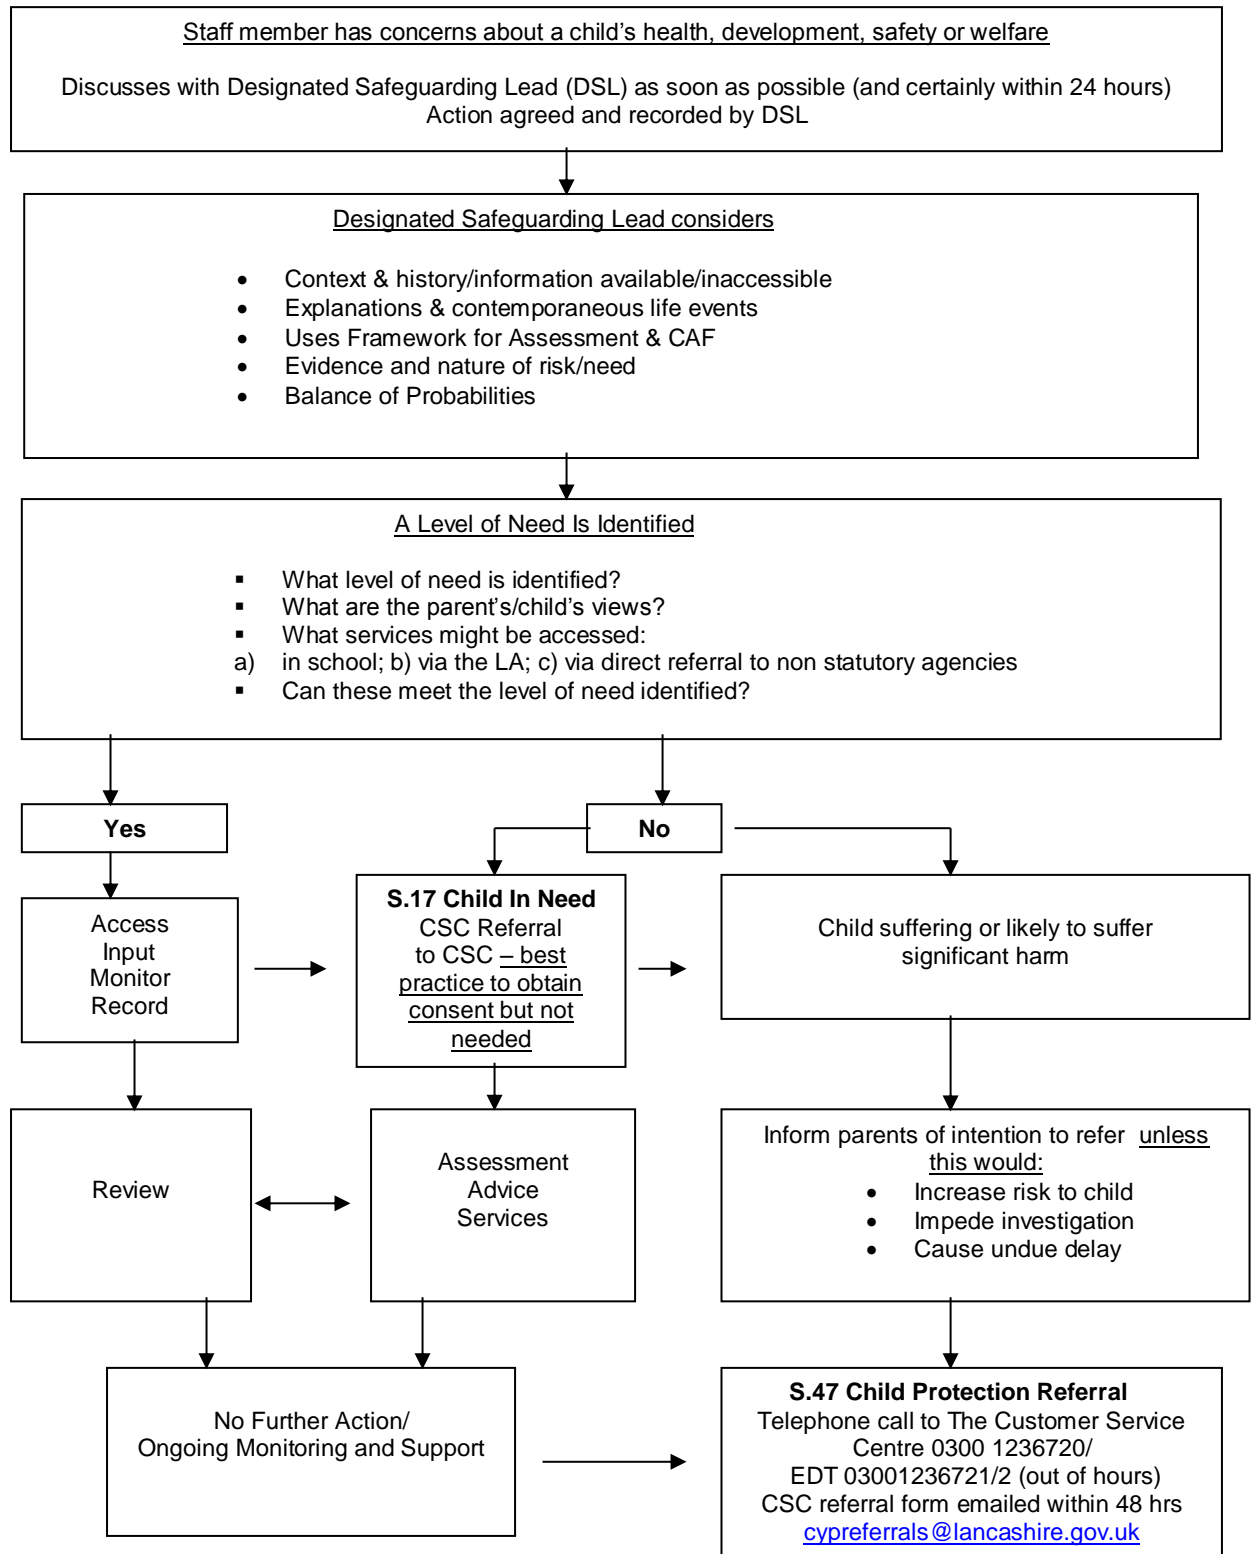 Staff member has concerns about a child's health, development, safety or welfare
Discusses with Designated Safeguarding Lead (DSL) as soon as possible (and certainly within 24 hours)
Action agreed and recorded by DSL
Designated Safeguarding Lead considers
• Context & history/information available/inaccessible
• Explanations & contemporaneous life events
• Uses Framework for Assessment & CAF
• Evidence and nature of risk/need
• Balance of Probabilities
A Level of Need Is Identified
▪ What level of need is identified?
▪ What are the parent's/child's views?
▪ What services might be accessed:
a) in school; b) via the LA; c) via direct referral to non statutory agencies
▪ Can these meet the level of need identified?
Yes
No
Access
Input
Monitor
Record
S.17 Child In Need
CSC Referral
to CSC – best
practice to obtain
consent but not
needed
Child suffering or likely to suffer
significant harm
Review
Assessment
Advice
Services
Inform parents of intention to refer unless
this would:
• Increase risk to child
• Impede investigation
• Cause undue delay
No Further Action/
Ongoing Monitoring and Support
S.47 Child Protection Referral
Telephone call to The Customer Service
Centre 0300 1236720/
EDT 03001236721/2 (out of hours)
CSC referral form emailed within 48 hrs
cypreferrals@lancashire.gov.uk